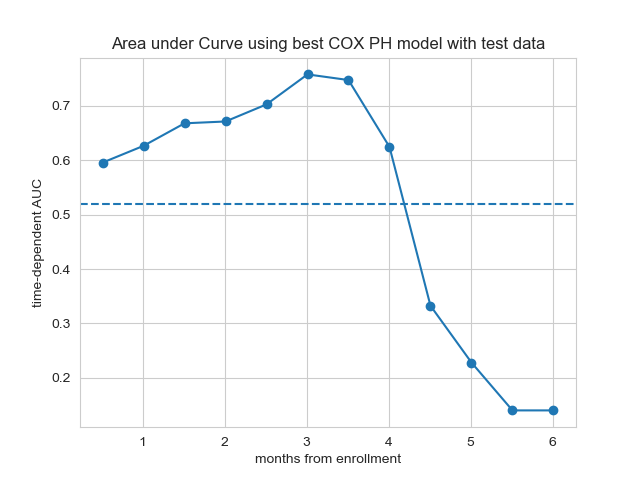 Area under Curve using best COX PH model with test data
0.7
0.6
0.5
0.4
0.3
0.2
time-dependent AUC
1 2 3 4 5 6
months from enrollment